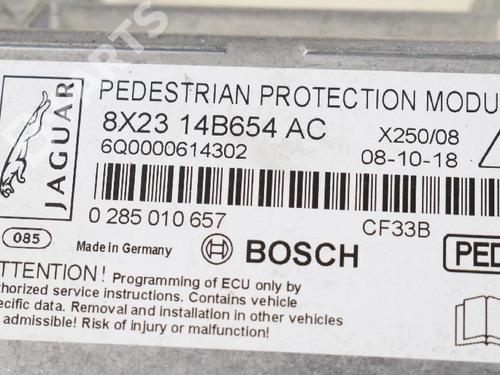 JAGUAR
PEDESTRIAN PROTECTION MODU
8X23 14B654 AC
X250/08
6Q0000614302
08-10-18
0 285 010 657
CF33B
085
Made in Germany
BOSCH
PED
ATTENTION! Programming of ECU only by
uthorized service instructions. Contains vehicle
ecific data. Removal and installation in other vehicles
admissible! Risk of injury or malfunction!